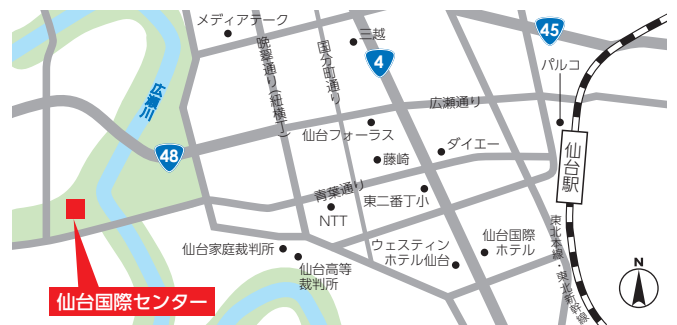 メディアテーク
三越
45
4
パルコ
晩翠通り(細横丁)
国分町通り
広瀬川
広瀬通り
仙台フォーラス
ダイエー
48
藤崎
仙台駅
青葉通り
東二番丁小
NTT
仙台家庭裁判所
仙台高等
裁判所
ウェスティン
ホテル仙台
仙台国際
ホテル
東北本線・東北新幹線
N
仙台国際センター